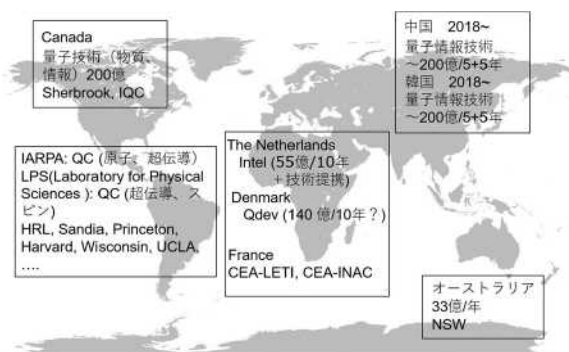 Canada
量子技術（物質、
情報）200億
Sherbrook, IQC
中国　2018~
量子情報技術
～200億/5+5年
韓国　2018~
量子情報技術
～200億/5+5年
IARPA: QC (原子、超伝導）
LPS(Laboratory for Physical
Sciences ): QC (超伝導、ス
ピン)
HRL, Sandia, Princeton,
Harvard, Wisconsin, UCLA,
….
The Netherlands
Intel (55億/10年
＋技術提携)
Denmark
Qdev (140 億/10年？)
France
CEA-LETI, CEA-INAC
オーストラリア
33億/年
NSW